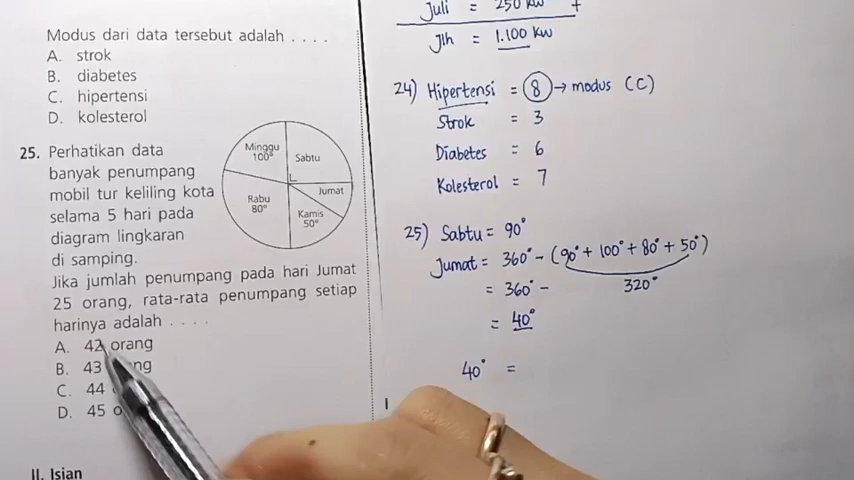 Modus dari data tersebut adalah . . . .
A. strok
B. diabetes
C. hipertensi
D. kolesterol
25. Perhatikan data
banyak penumpang
mobil tur keliling kota
selama 5 hari pada
diagram lingkaran
di samping.
Minggu
100°
Sabtu
Jumat
Rabu
80°
Kamis
50°
Jika jumlah penumpang pada hari Jumat
25 orang, rata-rata penumpang setiap
harinya adalah . . . .
A. 42 orang
B. 43
C. 44
D. 45
II. Isian
Juli = 250 kw +
Jlh = 1.100 kw
24) Hipertensi = 8 → modus (C)
Strok = 3
Diabetes = 6
Kolesterol = 7
25) Sabtu = 90°
Jumat = 360° - (90° + 100° + 80° + 50°)
= 360° - 320°
= 40°
40° =